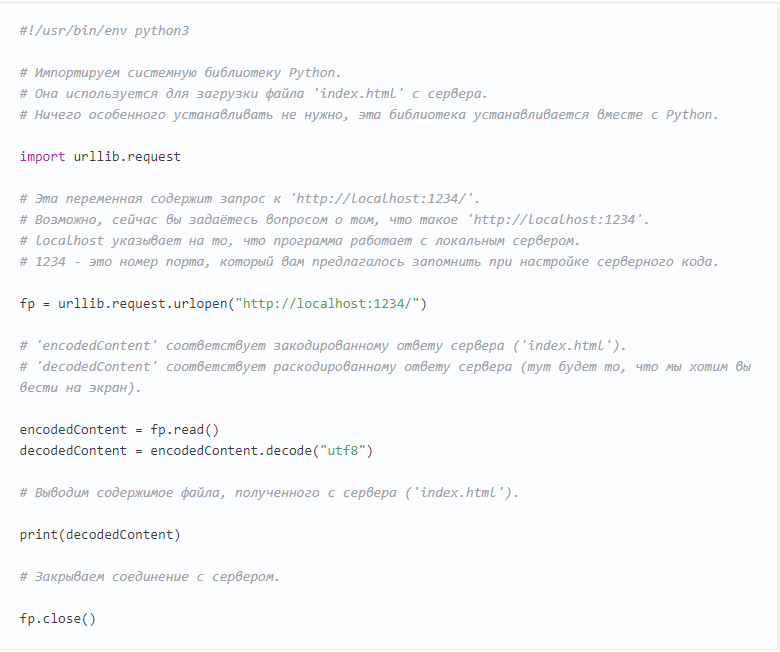 #!/usr/bin/env python3
# Импортируем системную библиотеку Python.
# Она используется для загрузки файла 'index.html' с сервера.
# Ничего особенного устанавливать не нужно, эта библиотека устанавливается вместе с Python.
import urllib.request
# Эта переменная содержит запрос к 'http://localhost:1234/'.
# Возможно, сейчас вы задаётесь вопросом о том, что такое 'http://localhost:1234'.
# localhost указывает на то, что программа работает с локальным сервером.
# 1234 - это номер порта, который вам предлагалось запомнить при настройке серверного кода.
fp = urllib.request.urlopen("http://localhost:1234/")
# 'encodedContent' соответствует закодированному ответу сервера ('index.html').
# 'decodedContent' соответствует раскодированному ответу сервера (тут будет то, что мы хотим вы
вести на экран).
encodedContent = fp.read()
decodedContent = encodedContent.decode("utf8")
# Выводим содержимое файла, полученного с сервера ('index.html').
print(decodedContent)
# Закрываем соединение с сервером.
fp.close()